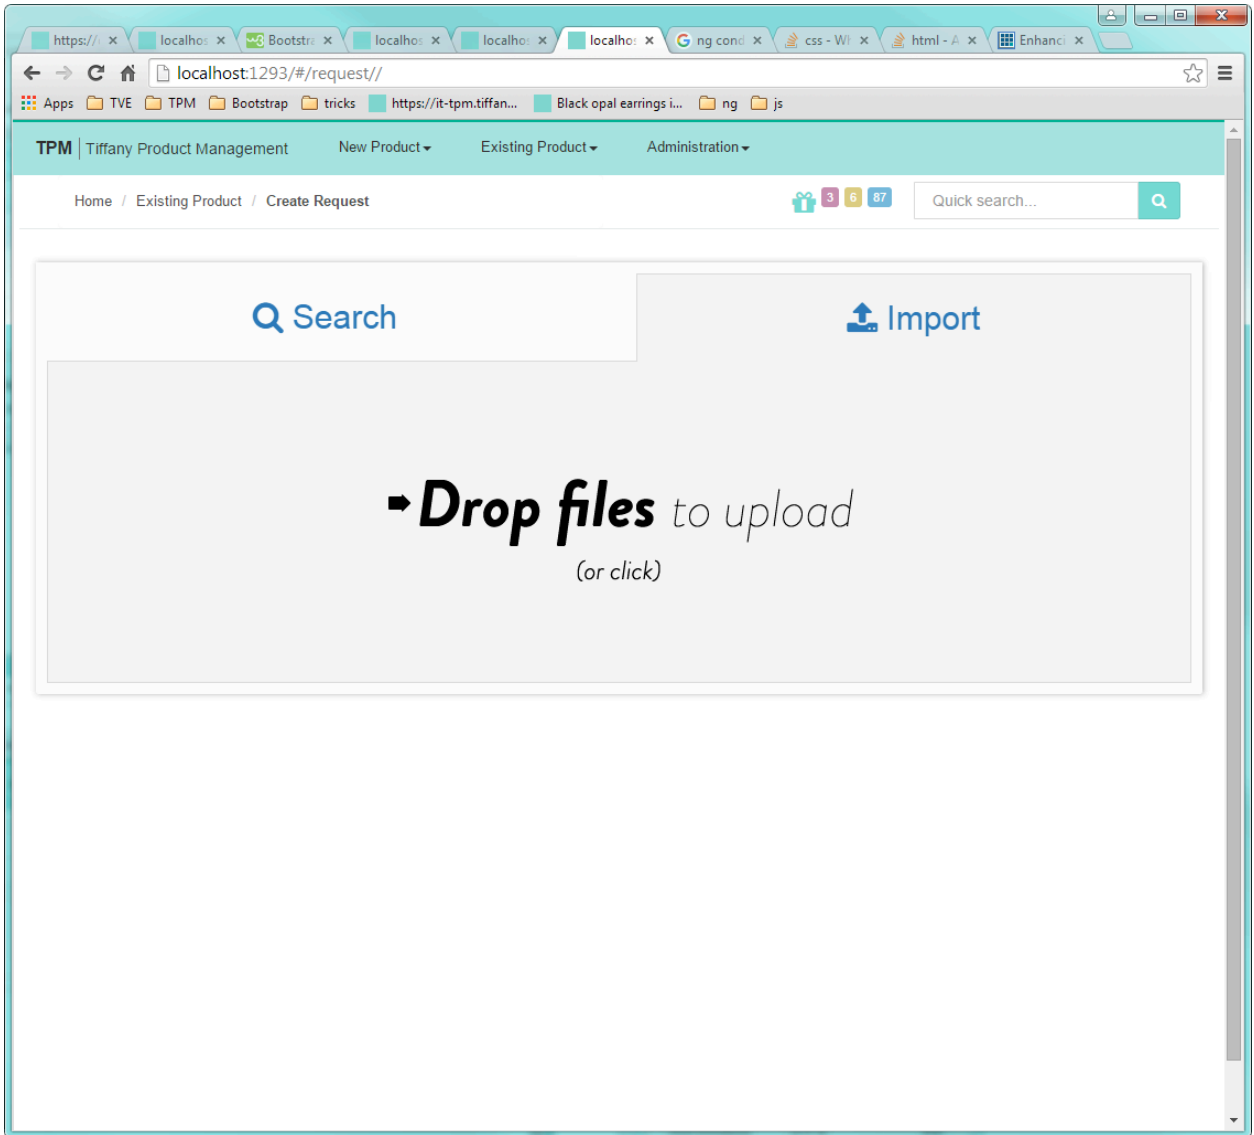 https:// localhos Bootstra localhos localhos localhos ng cond css - Wh html - A Enhanci
localhost:1293/#/request//
Apps TVE TPM Bootstrap tricks https://it-tpm.tiffan... Black opal earrings i... ng js
TPM Tiffany Product Management New Product Existing Product Administration
Home / Existing Product / Create Request 3 6 87 Quick search...
Search Import
Drop files to upload
(or click)